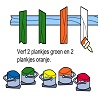 Verf 2 plankjes groen en 2
plankjes oranje.